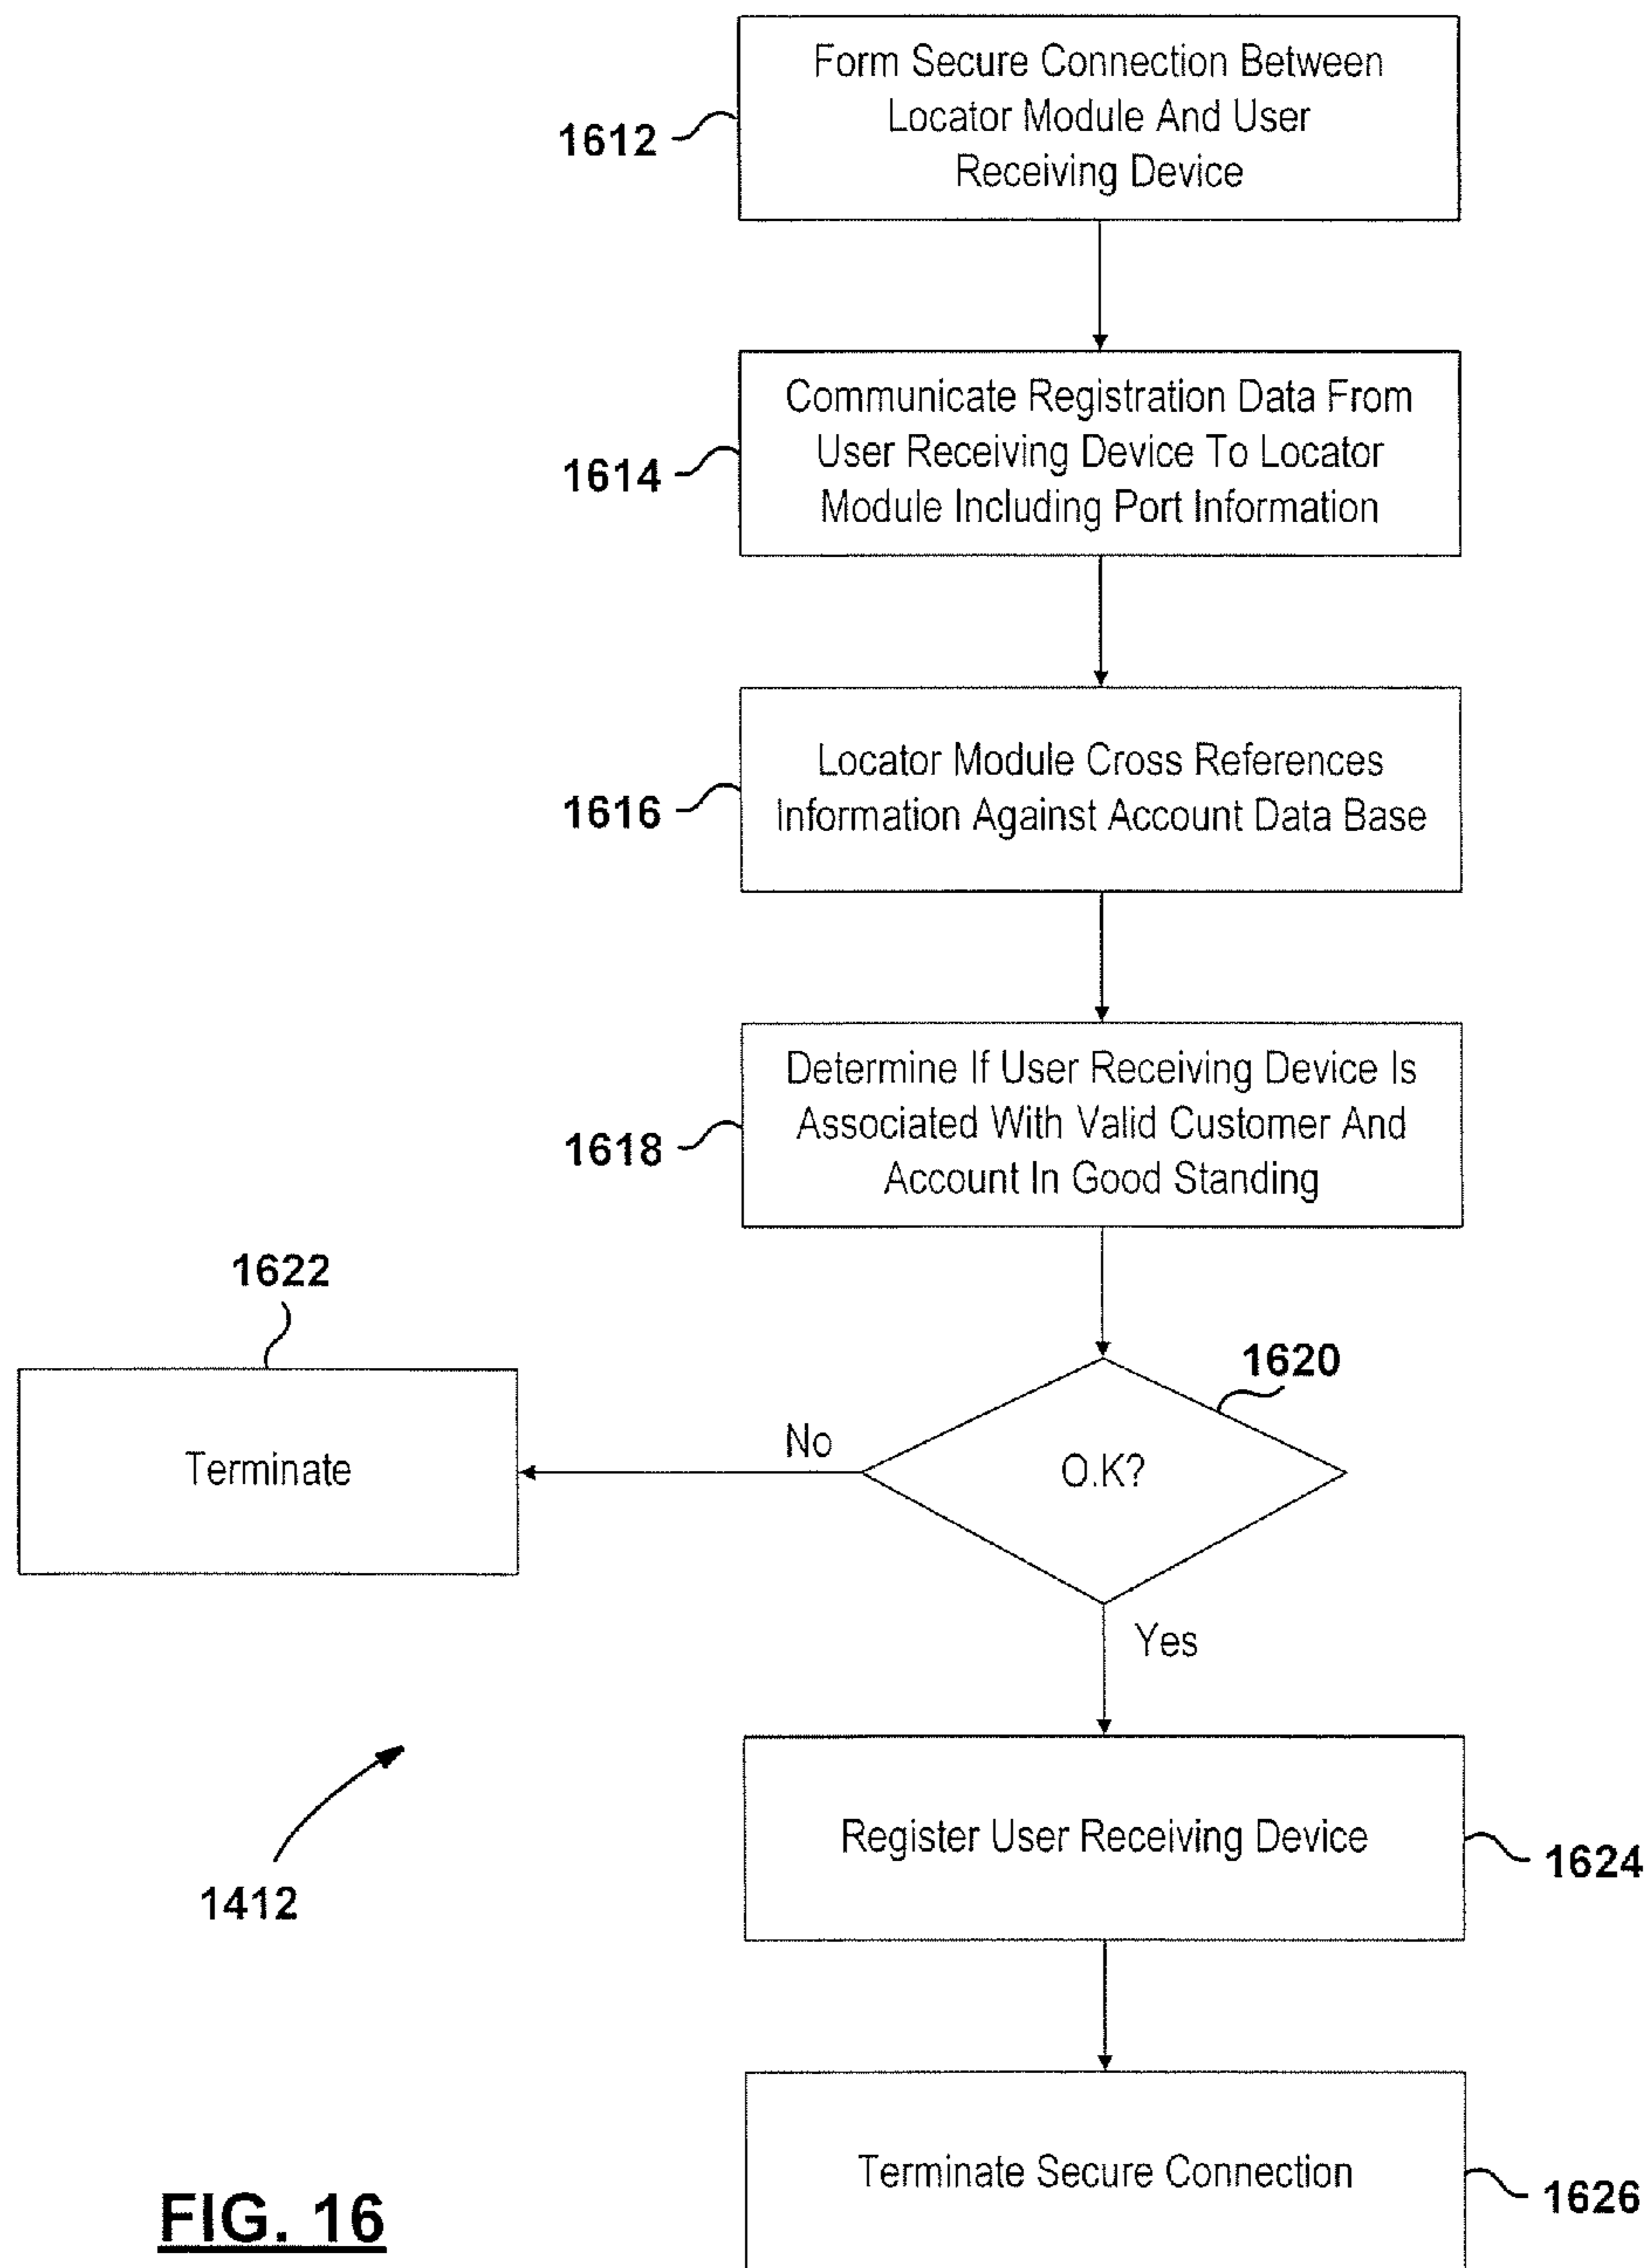 Form Secure Connection Between
Locator Module And User
Receiving Device
1612
Communicate Registration Data From
User Receiving Device To Locator
Module Including Port Information
1614
Locator Module Cross References
Information Against Account Data Base
1616
Determine If User Receiving Device Is
Associated With Valid Customer And
Account In Good Standing
1618
1622
1620
Terminate
No
O.K?
Yes
Register User Receiving Device
1624
1412
Terminate Secure Connection
1626
FIG. 16